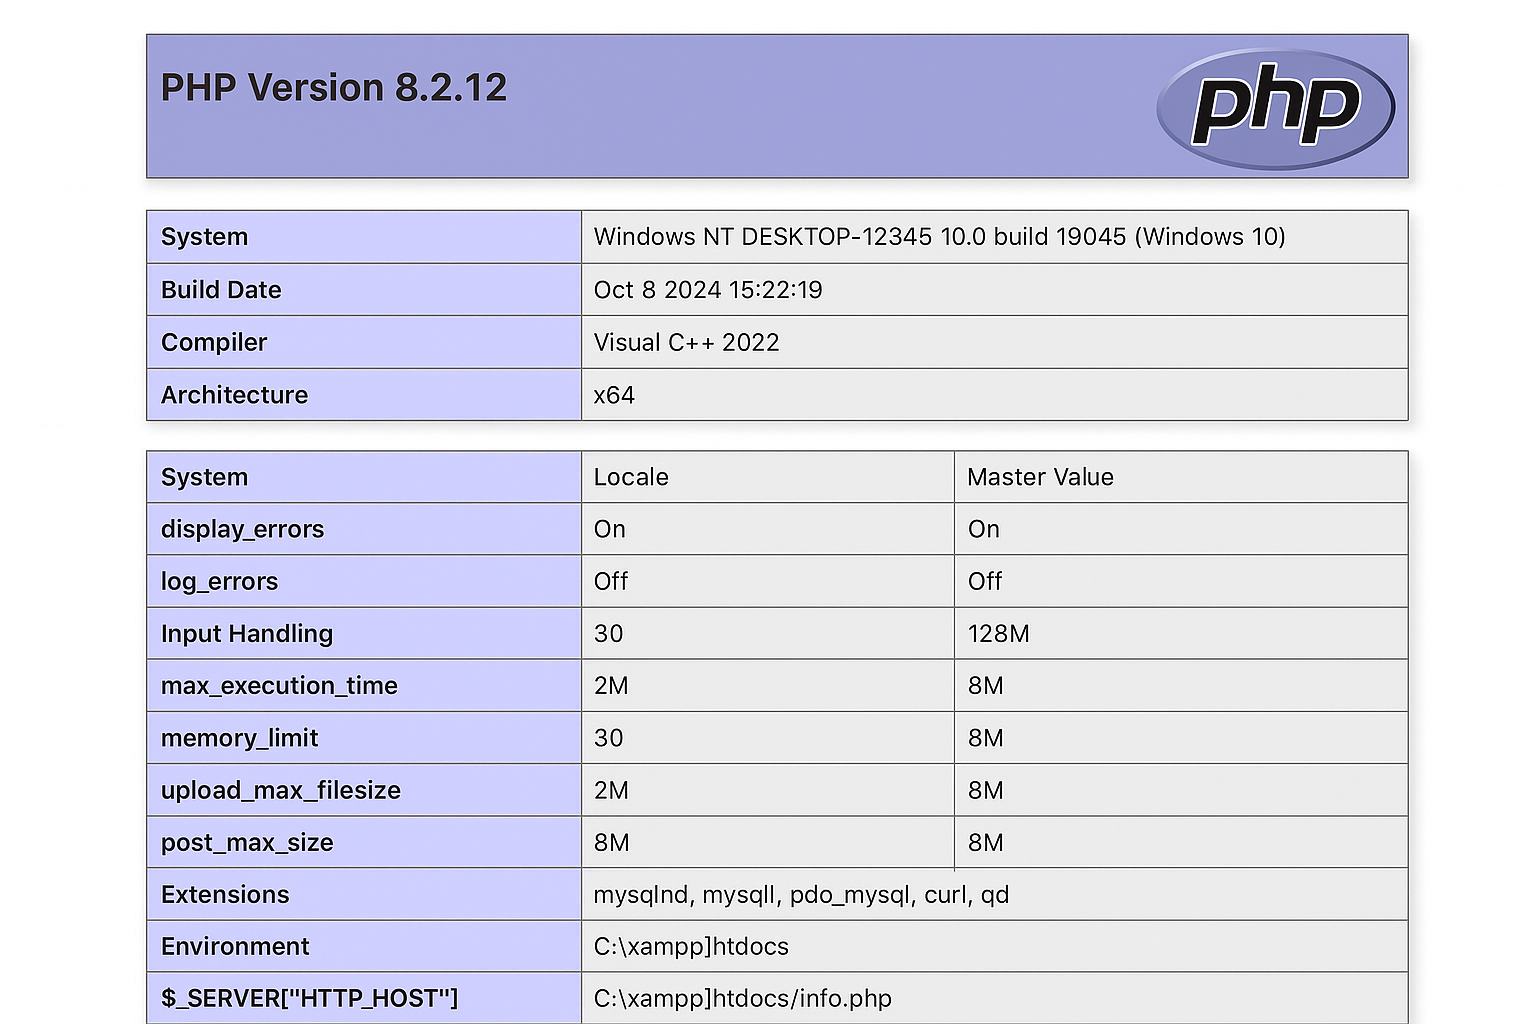 PHP Version 8.2.12
php
System Windows NT DESKTOP-12345 10.0 build 19045 (Windows 10)
Build Date Oct 8 2024 15:22:19
Compiler Visual C++ 2022
Architecture x64
System Locale Master Value
display_errors On On
log_errors Off Off
Input Handling 30 128M
max_execution_time 2M 8M
memory_limit 30 8M
upload_max_filesize 2M 8M
post_max_size 8M 8M
Extensions mysqlnd, mysqll, pdo_mysql, curl, qd
Environment C:\xampp]htdocs
$_SERVER["HTTP_HOST"] C:\xampp]htdocs/info.php